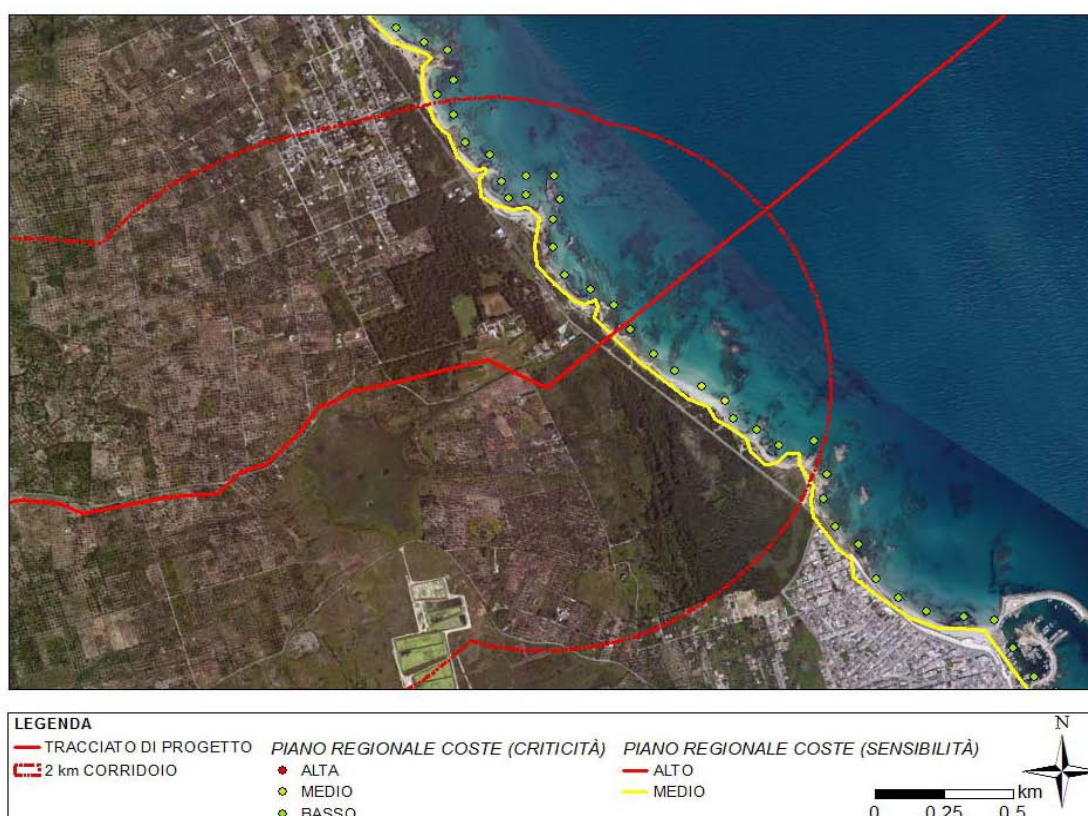 LEGENDA
TRACCIATO DI PROGETTO
2 km CORRIDOIO
PIANO REGIONALE COSTE (CRITICITÀ)
ALTA
MEDIO
BASSO
PIANO REGIONALE COSTE (SENSIBILITÀ)
ALTO
MEDIO
N
km
0 0,25 0,5